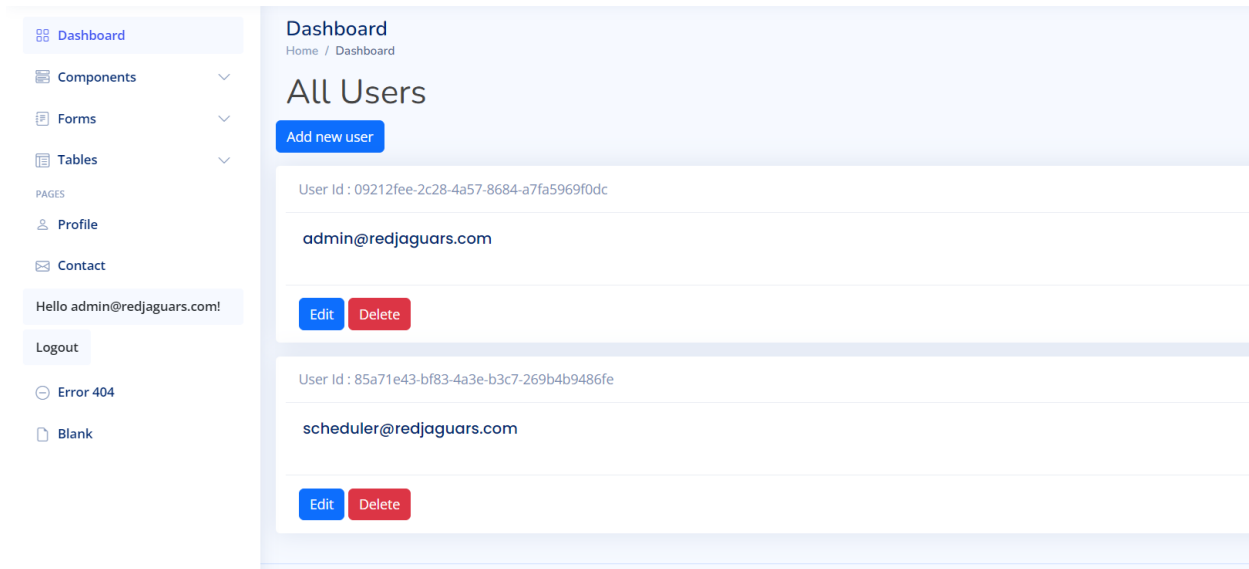 Dashboard
Components
Forms
Tables
PAGES
Profile
Contact
Hello admin@redjaguars.com!
Logout
Error 404
Blank
Dashboard
Home / Dashboard
All Users
Add new user
User Id : 09212fee-2c28-4a57-8684-a7fa5969f0dc
admin@redjaguars.com
Edit Delete
User Id : 85a71e43-bf83-4a3e-b3c7-269b4b9486fe
scheduler@redjaguars.com
Edit Delete